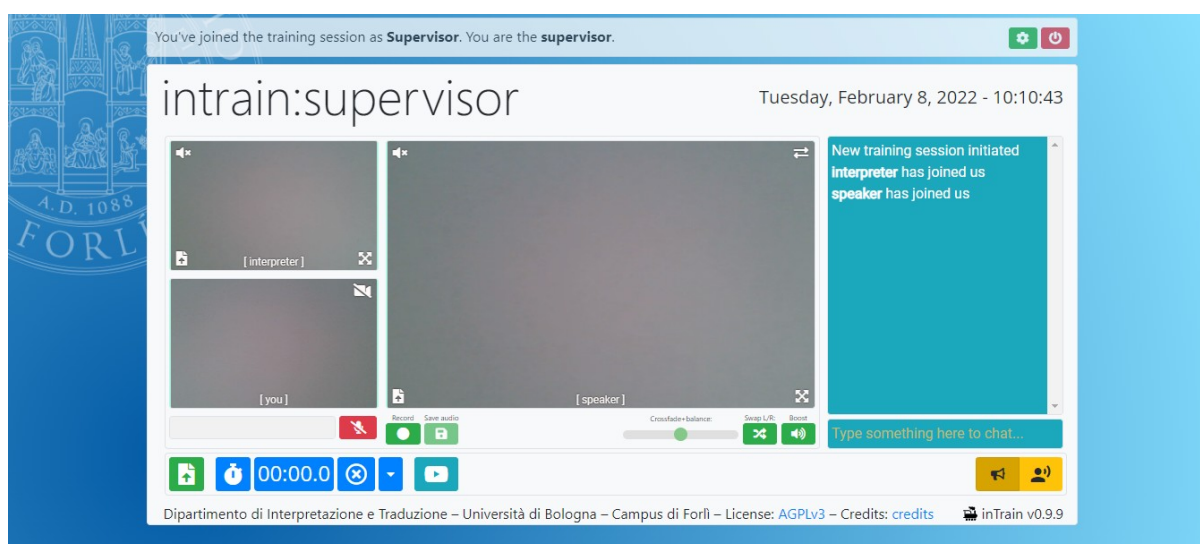 You've joined the training session as Supervisor. You are the supervisor.
intrain:supervisor
Tuesday, February 8, 2022 - 10:10:43
[ interpreter ]
[ you ]
[ speaker ]
Record Save audio
Crossfade+balance:
Swap L/R: Boost
New training session initiated
interpreter has joined us
speaker has joined us
Type something here to chat...
00:00.0
Dipartimento di Interpretazione e Traduzione – Università di Bologna – Campus di Forlì – License: AGPLv3 – Credits: credits
inTrain v0.9.9
A.D. 1088
FORLÌ